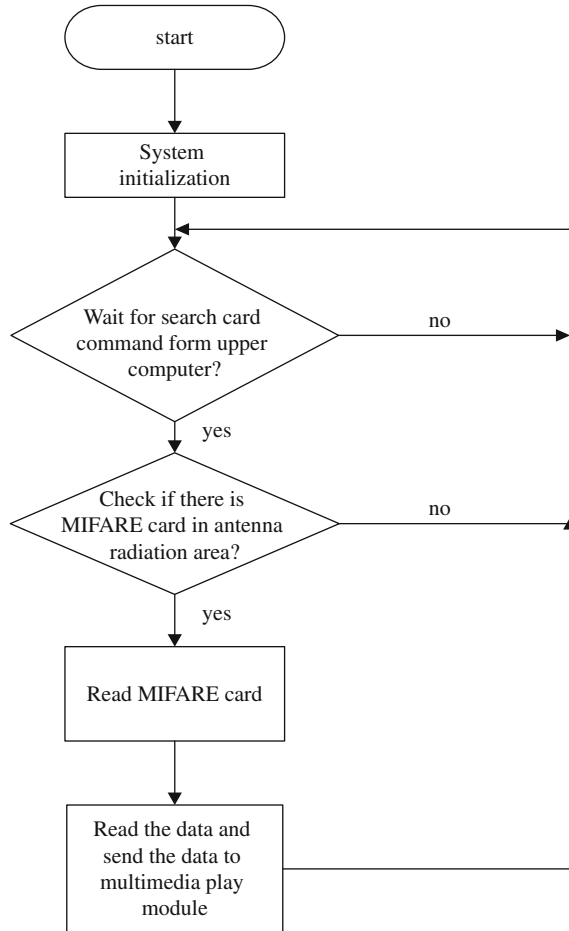 start
System
initialization
Wait for search card
command form upper
computer?
no
yes
Check if there is
MIFARE card in antenna
radiation area?
no
yes
Read MIFARE card
Read the data and
send the data to
multimedia play
module